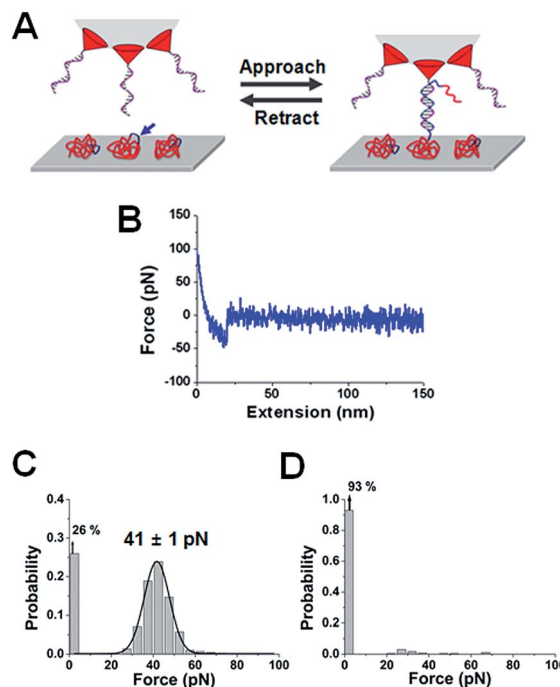 A
Approach
Retract
B
Force (pN)
150
100
50
0
-50
-100
0
50
100
150
Extension (nm)
C
D
Probability
0.4
0.3
0.2
0.1
0.0
26 %
41 ± 1 pN
0
20
40
60
80
100
Force (pN)
Probability
1.0
0.8
0.6
0.4
0.2
0.0
93 %
0
20
40
60
80
100
Force (pN)